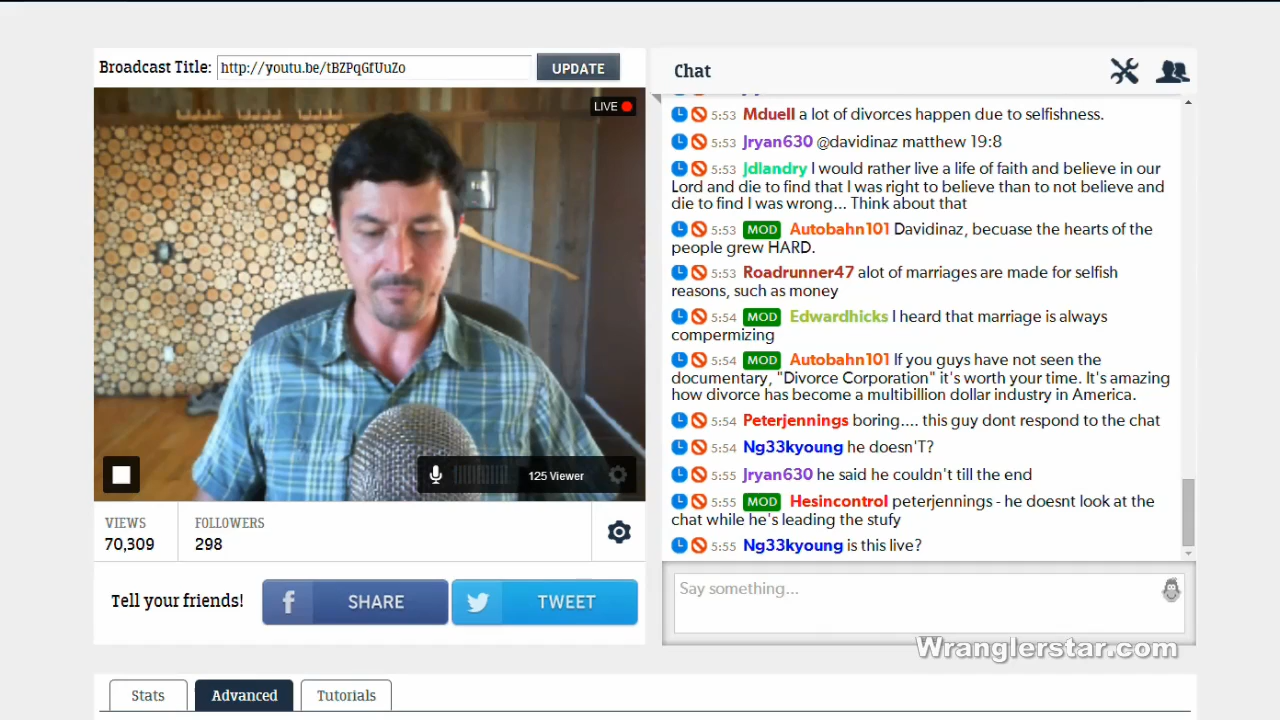 Broadcast Title: http://youtu.be/tBZPqGfUuZo UPDATE
LIVE
125 Viewer
VIEWS
70,309
FOLLOWERS
298
Tell your friends! f SHARE TWEET
Stats Advanced Tutorials
Chat
5:53 Mduell a lot of divorces happen due to selfishness.
5:53 Jryan630 @davidinaz matthew 19:8
5:53 Jdlandry I would rather live a life of faith and believe in our
Lord and die to find that I was right to believe than to not believe and
die to find I was wrong... Think about that
5:53 MOD Autobahn101 Davidinaz, becuase the hearts of the
people grew HARD.
5:53 Roadrunner47 alot of marriages are made for selfish
reasons, such as money
5:54 MOD Edwardhicks I heard that marriage is always
compermizing
5:54 MOD Autobahn101 If you guys have not seen the
documentary, "Divorce Corporation" it's worth your time. It's amazing
how divorce has become a multibillion dollar industry in America.
5:54 Peterjennings boring.... this guy dont respond to the chat
5:54 Ng33kyoung he doesn'T?
5:55 Jryan630 he said he couldn't till the end
5:55 MOD Hesincontrol peterjennings - he doesnt look at the
chat while he's leading the stufy
5:55 Ng33kyoung is this live?
Say something...
Wranglerstar.com